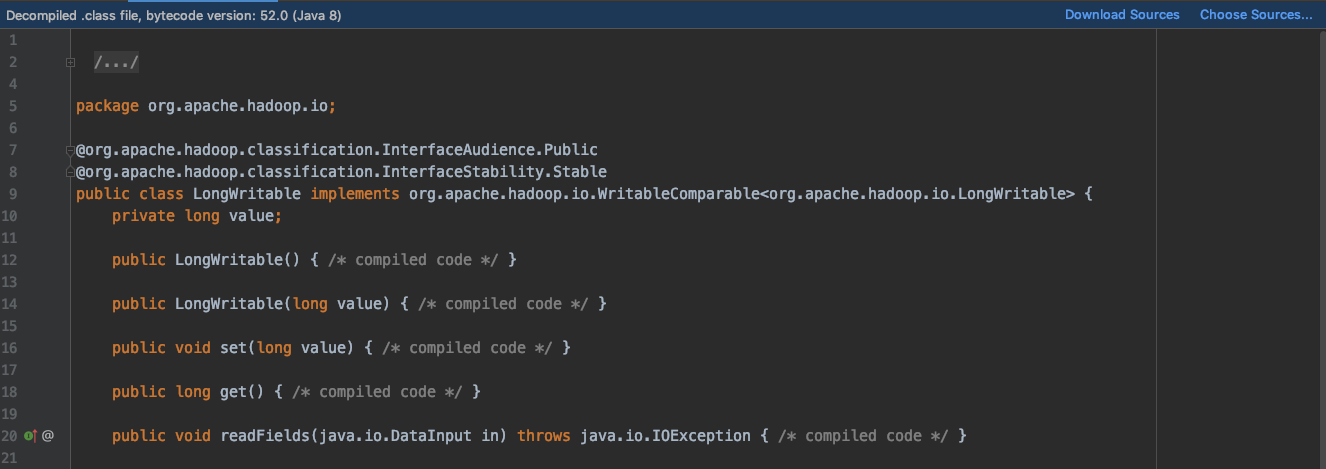 Decompiled .class file, bytecode version: 52.0 (Java 8) Download Sources Choose Sources...
1
2 /.../
4
5 package org.apache.hadoop.io;
6
7 @org.apache.hadoop.classification.InterfaceAudience.Public
8 @org.apache.hadoop.classification.InterfaceStability.Stable
9 public class LongWritable implements org.apache.hadoop.io.WritableComparable<org.apache.hadoop.io.LongWritable> {
10 private long value;
11
12 public LongWritable() { /* compiled code */ }
13
14 public LongWritable(long value) { /* compiled code */ }
15
16 public void set(long value) { /* compiled code */ }
17
18 public long get() { /* compiled code */ }
19
20 @ public void readFields(java.io.DataInput in) throws java.io.IOException { /* compiled code */ }
21